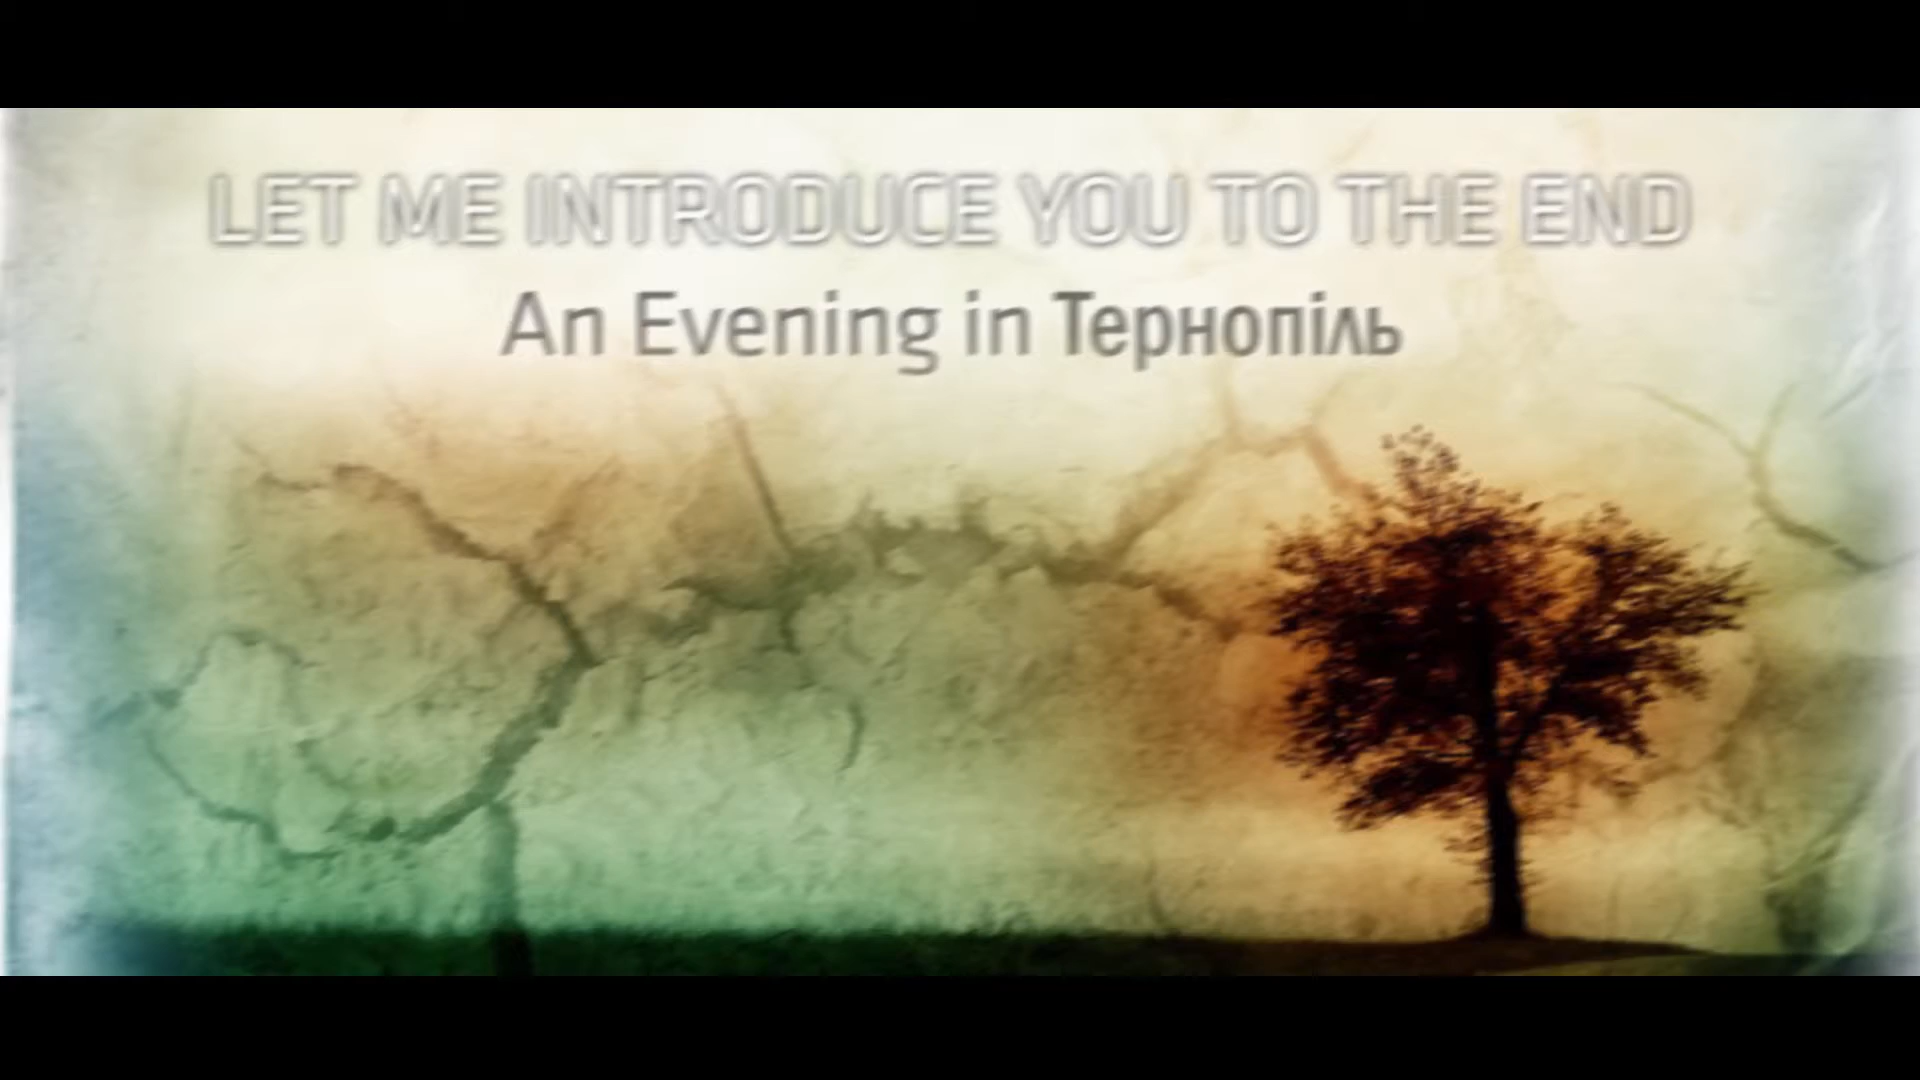 LET ME INTRODUCE YOU TO THE END
An Evening in Тернопіль